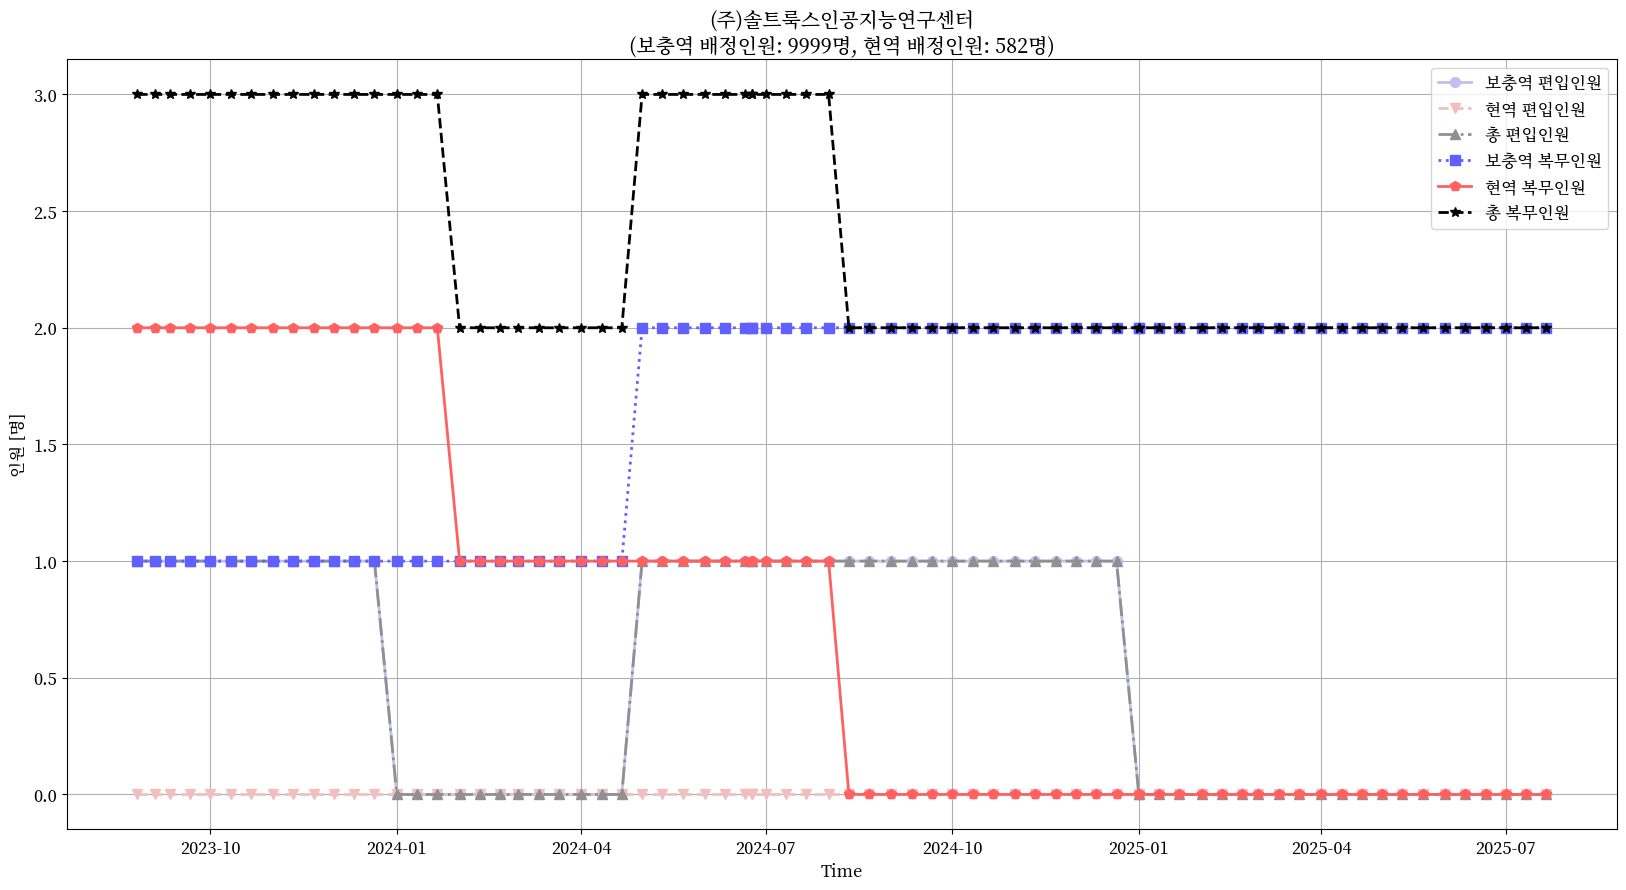 (주)솔트룩스인공지능연구센터
(보충역 배정인원: 9999명, 현역 배정인원: 582명)
보충역 편입인원
현역 편입인원
총 편입인원
보충역 복무인원
현역 복무인원
총 복무인원
인원 [명]
3.0
2.5
2.0
1.5
1.0
0.5
0.0
2023-10
2024-01
2024-04
2024-07
2024-10
2025-01
2025-04
2025-07
Time